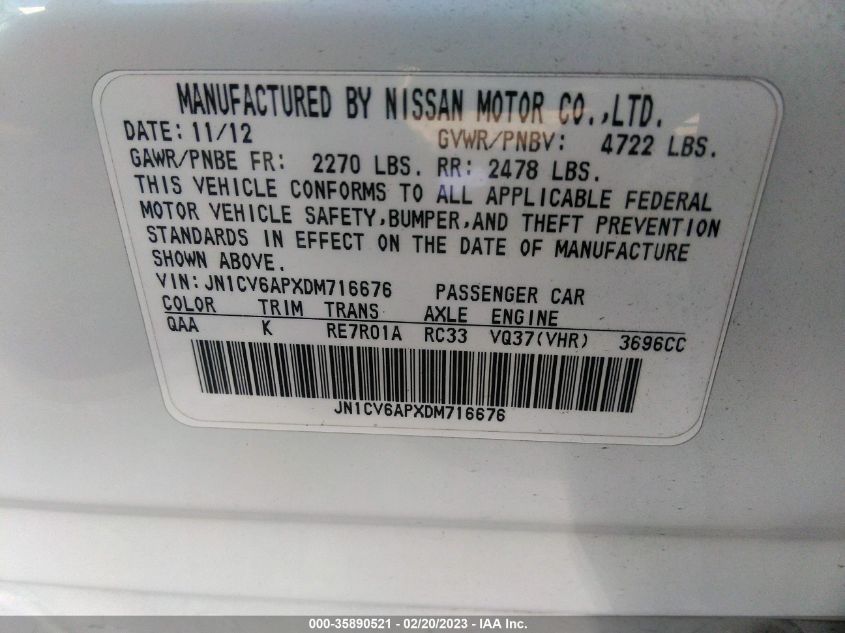 MANUFACTURED BY NISSAN MOTOR CO.,LTD.
DATE: 11/12 GVWR/PNBV: 4722 LBS.
GAWR/PNBE FR: 2270 LBS. RR: 2478 LBS.
THIS VEHICLE CONFORMS TO ALL APPLICABLE FEDERAL
MOTOR VEHICLE SAFETY,BUMPER,AND THEFT PREVENTION
STANDARDS IN EFFECT ON THE DATE OF MANUFACTURE
SHOWN ABOVE.
VIN:JN1CV6APXDM716676 PASSENGER CAR
COLOR TRIM TRANS AXLE ENGINE
QAA K RE7R01A RC33 VQ37(VHR) 3696CC
JN1CV6APXDM716676
000-35890521 - 02/20/2023 - IAA Inc.